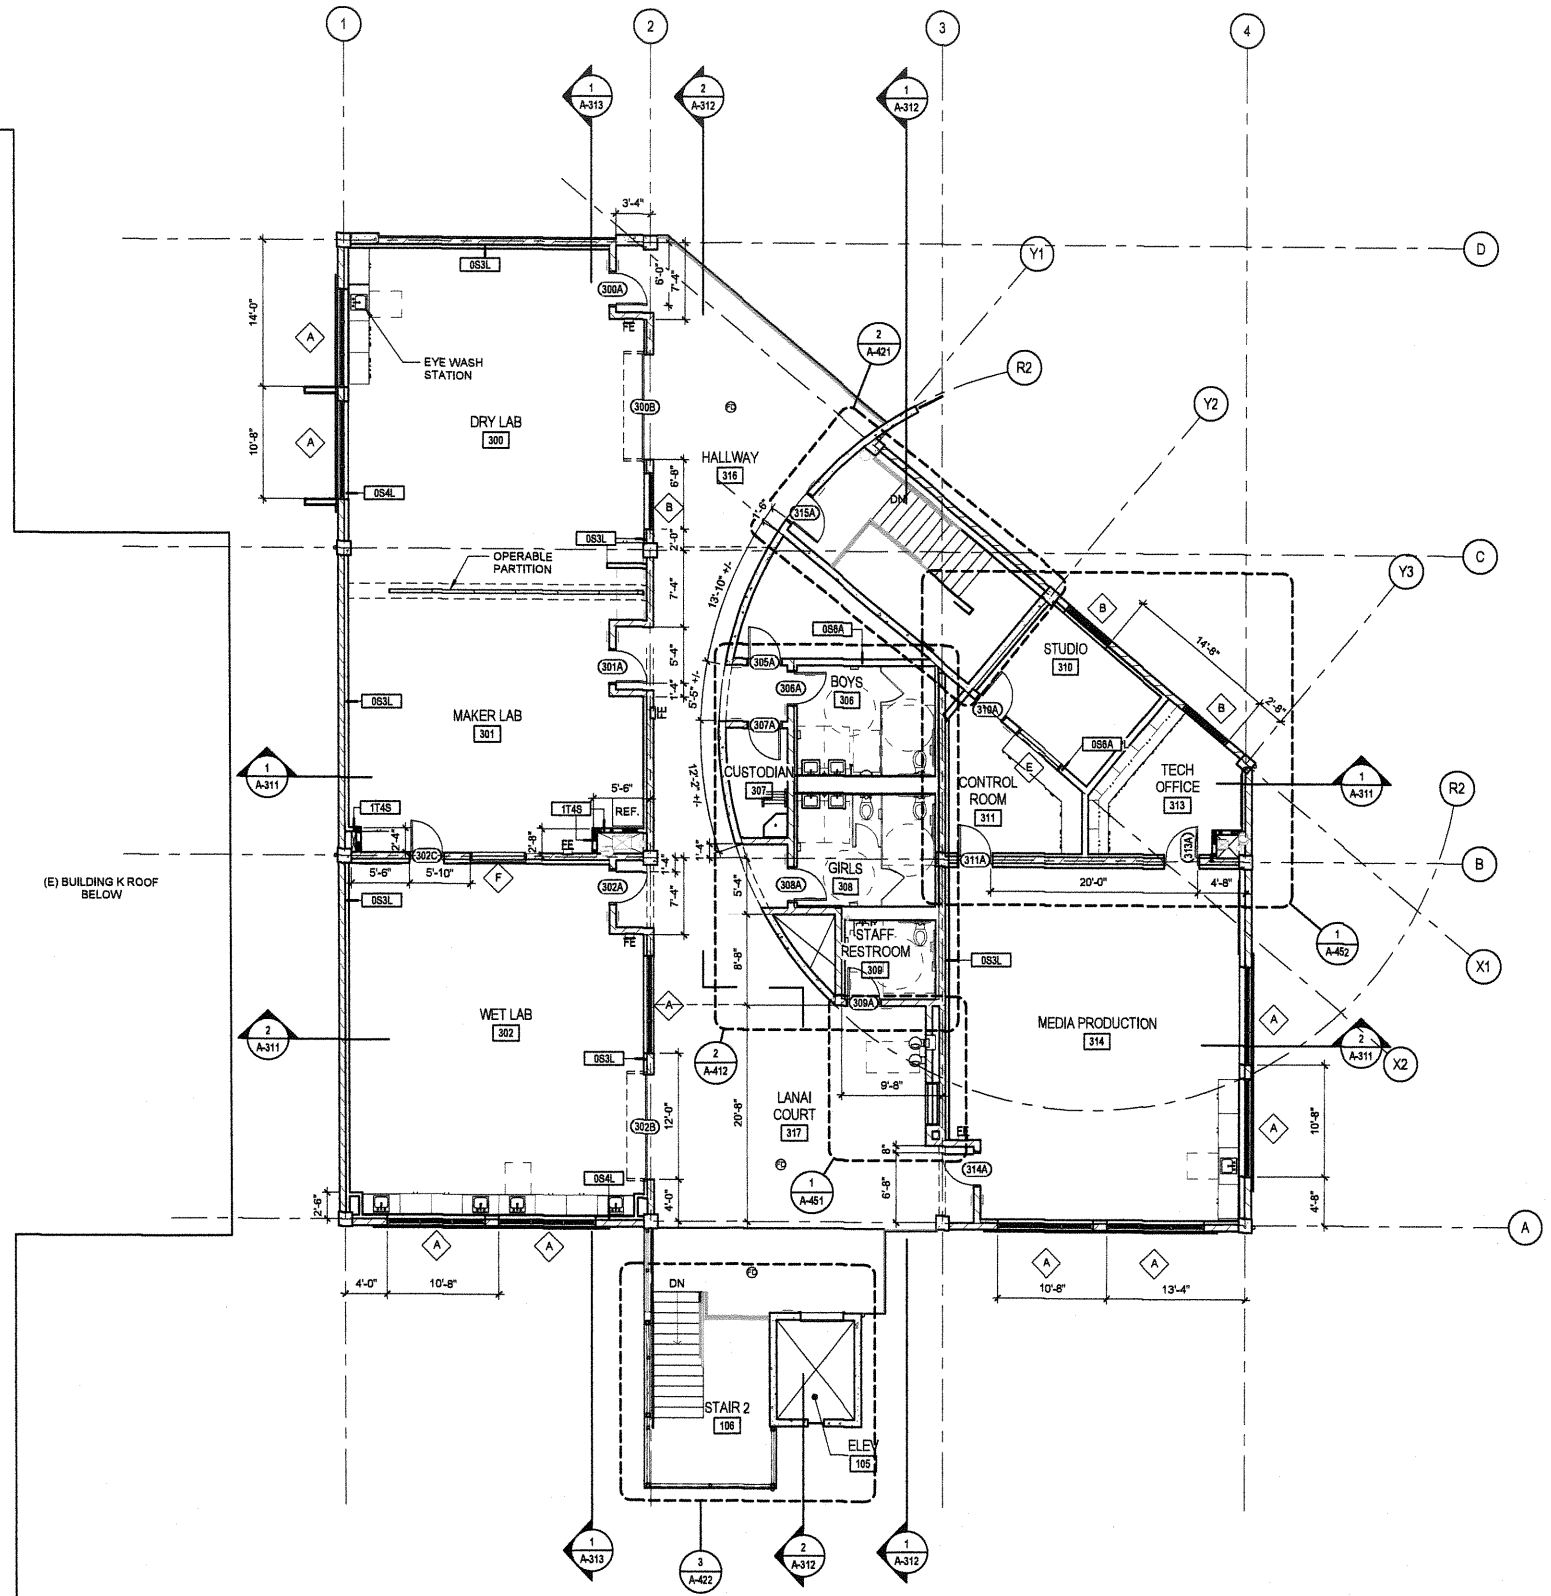 1
2
3
4
1
A-313
2
A-312
1
A-312
3'-4"
D
Y1
0S3L
6'-0"
7'-4"
300A
14'-0"
FE
A
EYE WASH
STATION
2
A-421
R2
Y2
300B
FD
DRY LAB
300
A
10'-8"
HALLWAY
316
6'-8"
0S4L
B
DN
1'-6"
315A
0S3L
2'-0"
C
OPERABLE
PARTITION
Y3
13'-10" +/-
7'-4"
B
0S6A
STUDIO
310
14'-8"
301A
5'-4"
305A
BOYS
306
306A
1'-4"
5'-5" +/-
2'-8"
B
0S3L
310A
MAKER LAB
301
FE
307A
0S6A
E
1
A-311
CUSTODIAN
307
12'-2" +/-
CONTROL
ROOM
311
TECH
OFFICE
313
1
A-311
R2
5'-6"
1T4S
1T4S
REF.
2'-4"
2'-8"
FE
302C
313A
1'-4"
1'-4"
311A
B
5'-6"
5'-10"
F
GIRLS
308
308A
302A
20'-0"
4'-8"
(E) BUILDING K ROOF
BELOW
0S3L
7'-4"
5'-4"
FE
STAFF
RESTROOM
309
1
A-452
8'-8"
0S3L
X1
309A
A
WET LAB
302
MEDIA PRODUCTION
314
A
2
A-311
2
A-311
0S3L
2
A-412
X2
9'-8"
LANAI
COURT
317
20'-8"
12'-0"
302B
10'-8"
A
FE
8"
FD
314A
0S4L
1
A-451
6'-8"
2'-6"
4'-0"
4'-8"
A
A
A
A
A
4'-0"
10'-8"
FD
DN
10'-8"
13'-4"
STAIR 2
106
ELEV
105
1
A-313
3
A-422
2
A-312
1
A-312